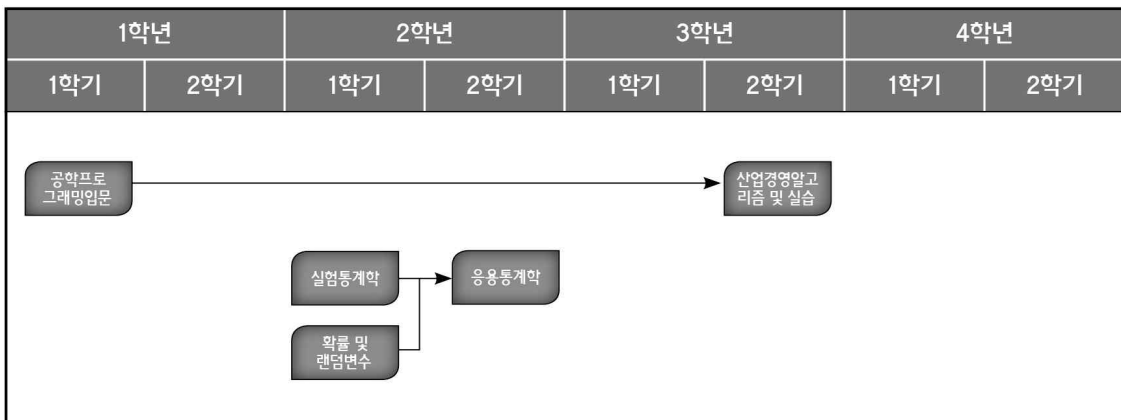 1학년 2학년 3학년 4학년
1학기 2학기 1학기 2학기 1학기 2학기 1학기 2학기
공학프로
그래밍입문
산업경영알고
리즘 및 실습
실험통계학
응용통계학
확률 및
랜덤변수